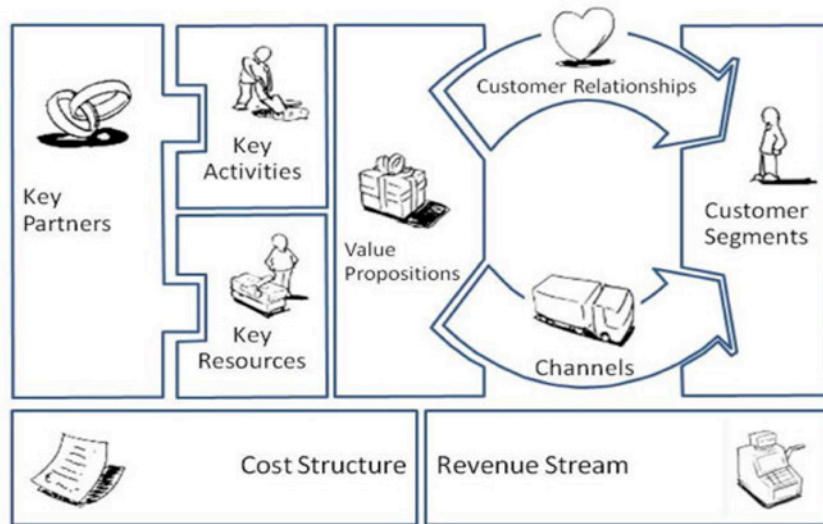 Key
Partners
Key
Activities
Key
Resources
Value
Propositions
Customer Relationships
Channels
Customer
Segments
Cost Structure
Revenue Stream